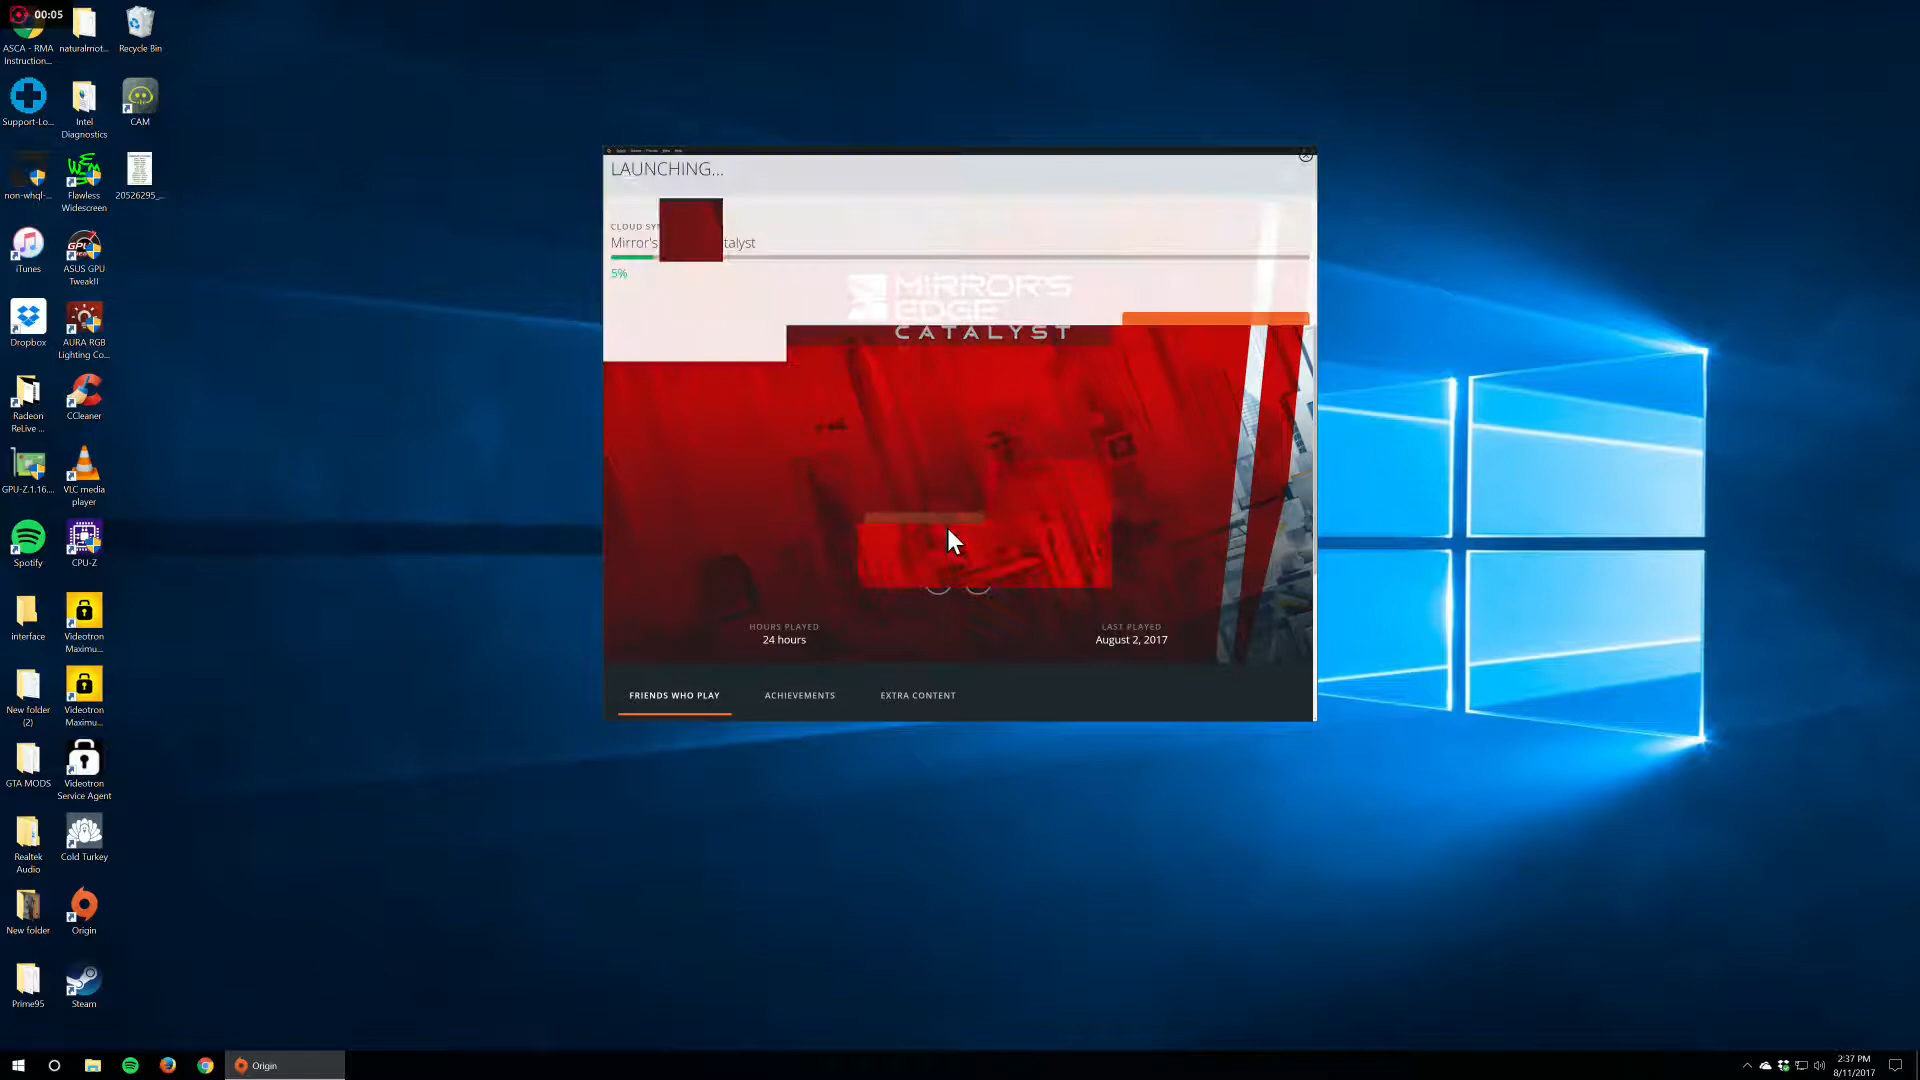 00:05
ASCA - RMA
Instruction...
naturalmot...
Recycle Bin
Support-Lo...
Intel
Diagnostics
CAM
non-whql-...
Flawless
Widescreen
20526295_...
iTunes
ASUS GPU
TweakII
Dropbox
AURA RGB
Lighting Co...
Radeon
ReLive ...
CCleaner
GPU-Z.1.16....
VLC media
player
Spotify
CPU-Z
interface
Videotron
Maximu...
New folder
(2)
Videotron
Maximu...
GTA MODS
Videotron
Service Agent
Realtek
Audio
Cold Turkey
New folder
Origin
Prime95
Steam
LAUNCHING...
CLOUD SY
Mirror's talyst
5%
MIRROR'S
EDGE
CATALYST
HOURS PLAYED
24 hours
LAST PLAYED
August 2, 2017
FRIENDS WHO PLAY
ACHIEVEMENTS
EXTRA CONTENT
Origin
2:37 PM
8/11/2017